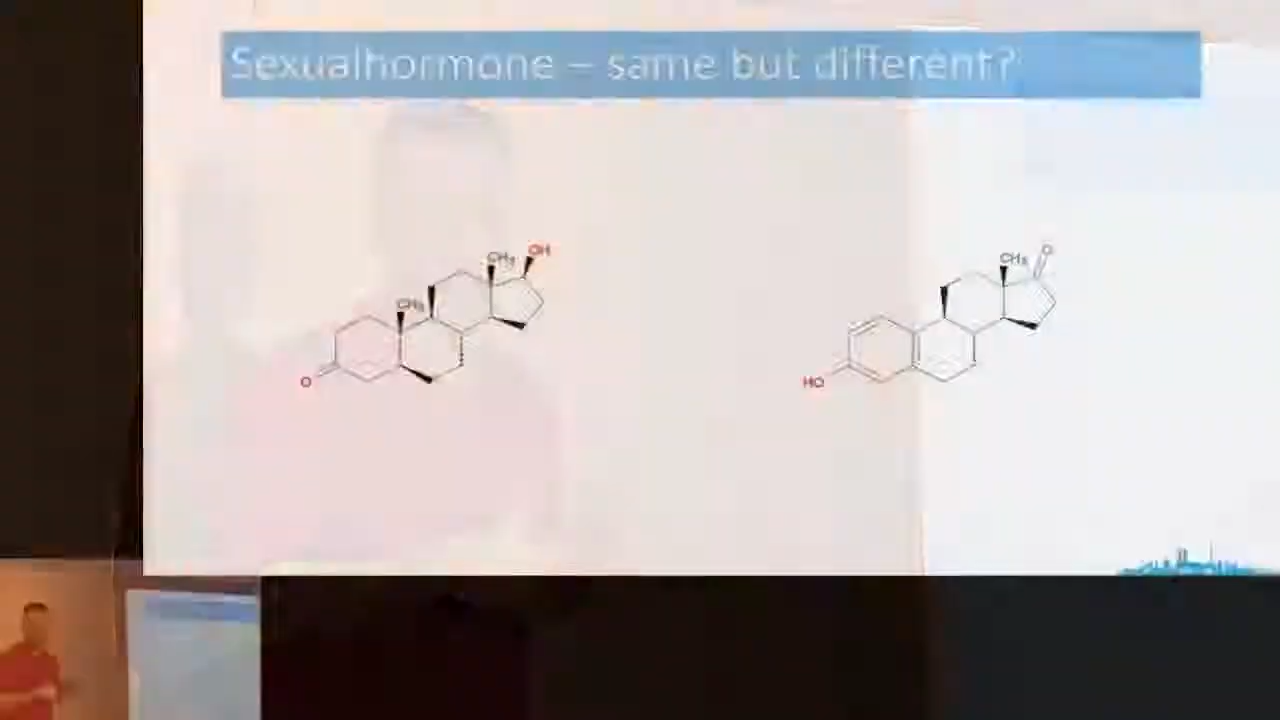 Sexualhormone – same but different?
OH
CH₃
CH₃
O
O
CH₃
HO